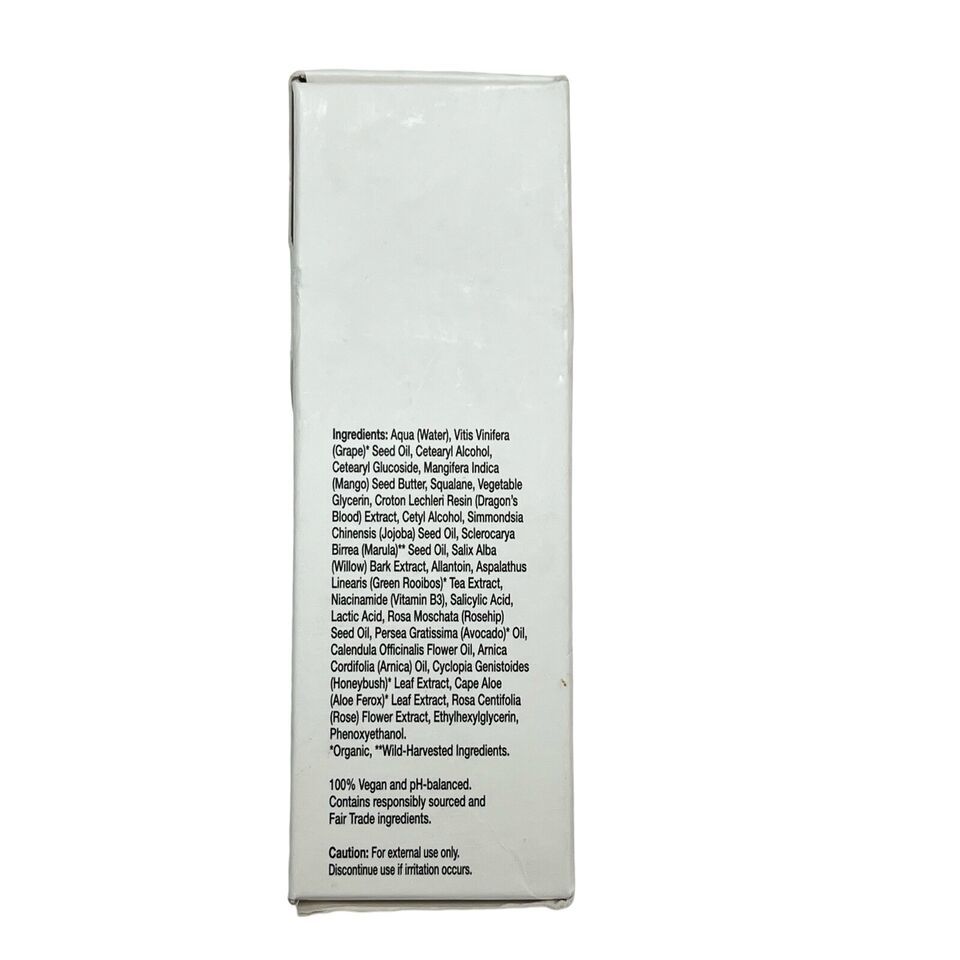 Ingredients: Aqua (Water), Vitis Vinifera
(Grape)* Seed Oil, Cetearyl Alcohol,
Cetearyl Glucoside, Mangifera Indica
(Mango) Seed Butter, Squalane, Vegetable
Glycerin, Croton Lechleri Resin (Dragon's
Blood) Extract, Cetyl Alcohol, Simmondsia
Chinensis (Jojoba) Seed Oil, Sclerocarya
Birrea (Marula)** Seed Oil, Salix Alba
(Willow) Bark Extract, Allantoin, Aspalathus
Linearis (Green Rooibos)* Tea Extract,
Niacinamide (Vitamin B3), Salicylic Acid,
Lactic Acid, Rosa Moschata (Rosehip)
Seed Oil, Persea Gratissima (Avocado)* Oil,
Calendula Officinalis Flower Oil, Arnica
Cordifolia (Arnica) Oil, Cyclopia Genistoides
(Honeybush)* Leaf Extract, Cape Aloe
(Aloe Ferox)* Leaf Extract, Rosa Centifolia
(Rose) Flower Extract, Ethylhexylglycerin,
Phenoxyethanol.
*Organic, **Wild-Harvested Ingredients.
100% Vegan and pH-balanced.
Contains responsibly sourced and
Fair Trade ingredients.
Caution: For external use only.
Discontinue use if irritation occurs.